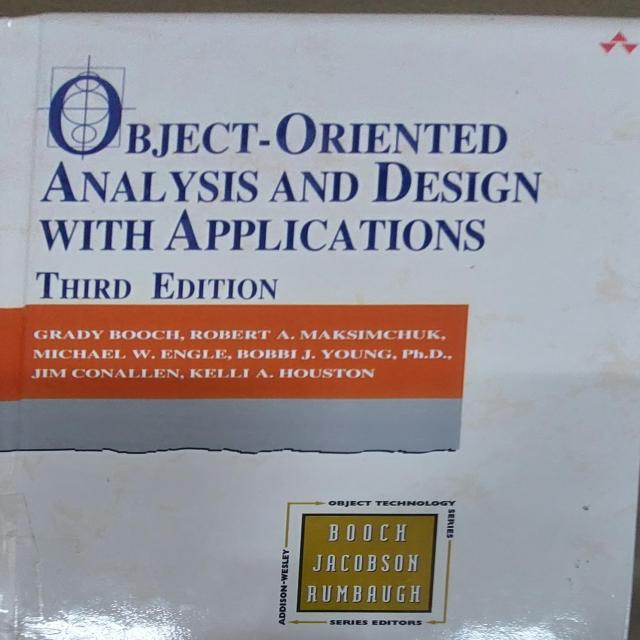 OBJECT-ORIENTED
ANALYSIS AND DESIGN
WITH APPLICATIONS
THIRD EDITION
GRADY BOOCH, ROBERT A. MAKSIMCHUK,
MICHAEL W. ENGLE, BOBBI J. YOUNG, Ph.D.,
JIM CONALLEN, KELLI A. HOUSTON
OBJECT TECHNOLOGY
SERIES
BOOCH
JACOBSON
RUMBAUGH
ADDISON-WESLEY
SERIES EDITORS